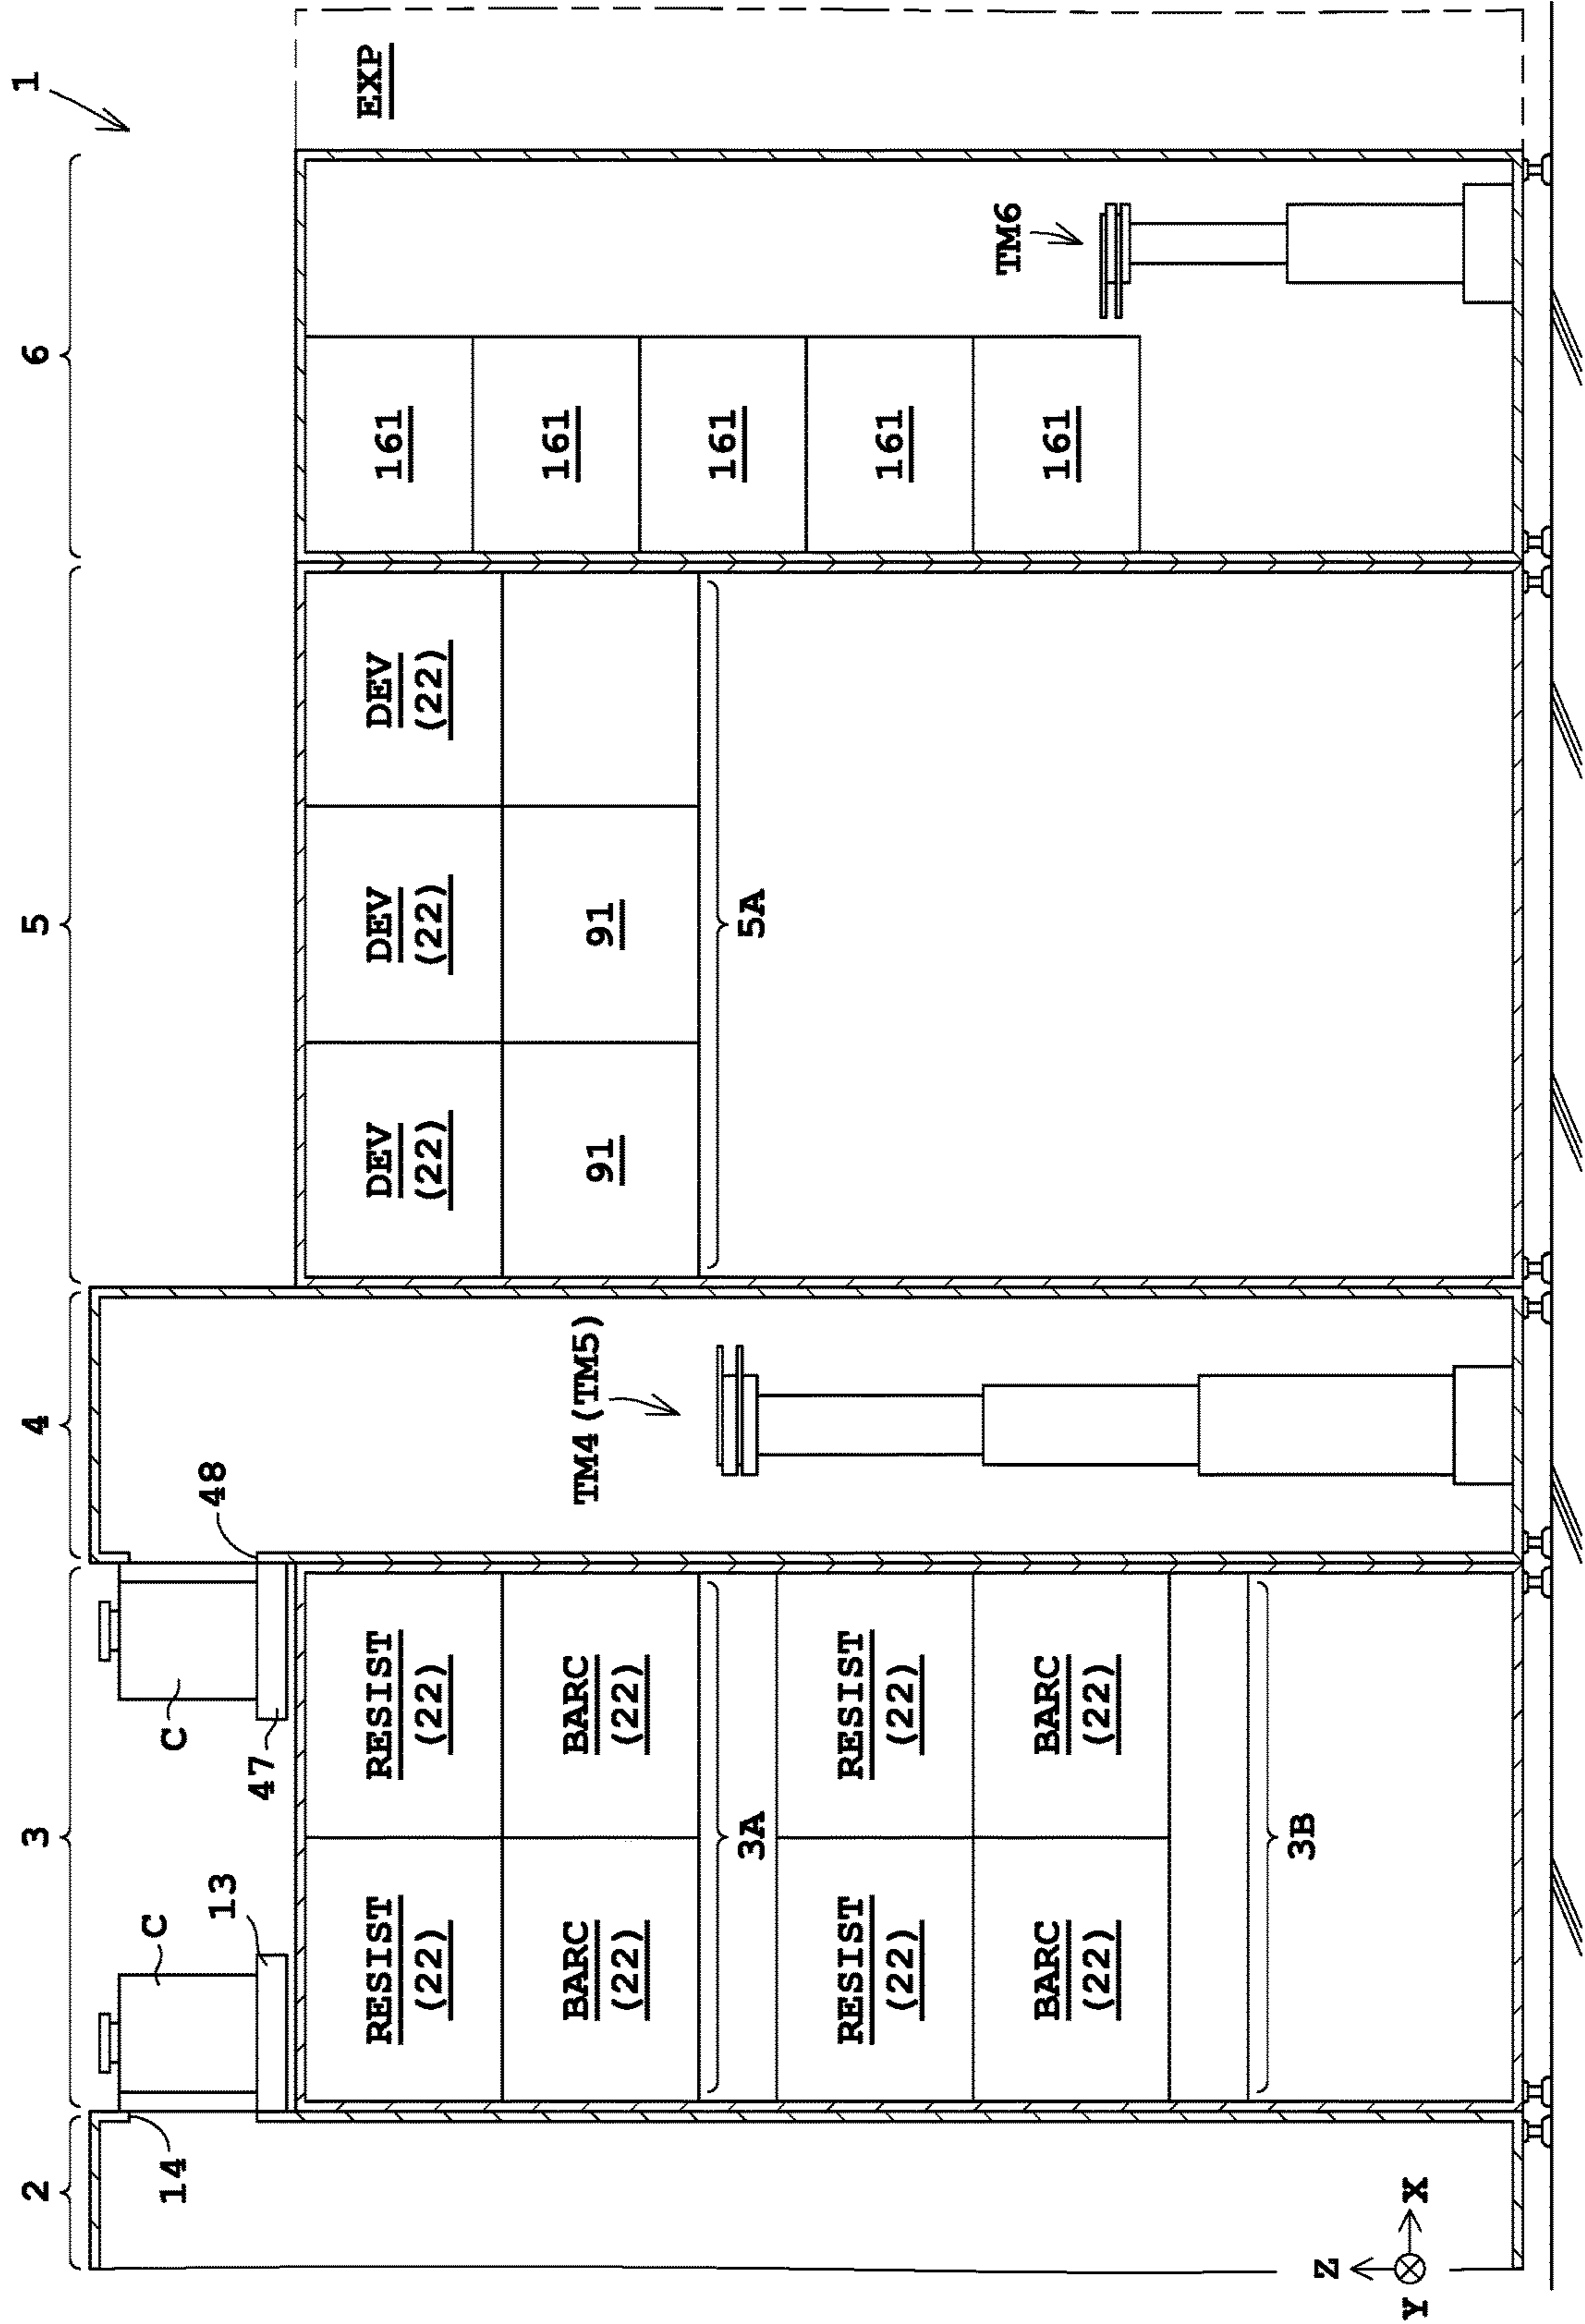 1
2
3
4
5
6
C
14
C
13
48
47
EXP
RESIST
(22)
RESIST
(22)
DEV
(22)
DEV
(22)
DEV
(22)
161
BARC
(22)
BARC
(22)
TM4(TM5)
91
91
161
3A
5A
161
RESIST
(22)
RESIST
(22)
161
TM6
BARC
(22)
BARC
(22)
161
3B
Z
X
Y